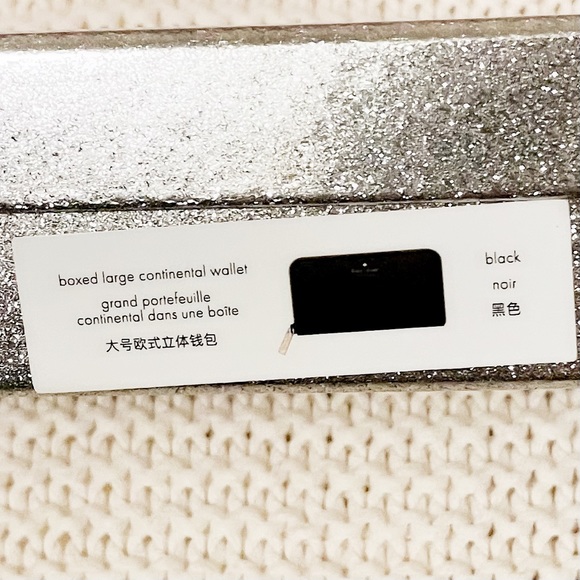 boxed large continental wallet
grand portefeuille
continental dans une boîte
大号欧式立体钱包
black
noir
黑色